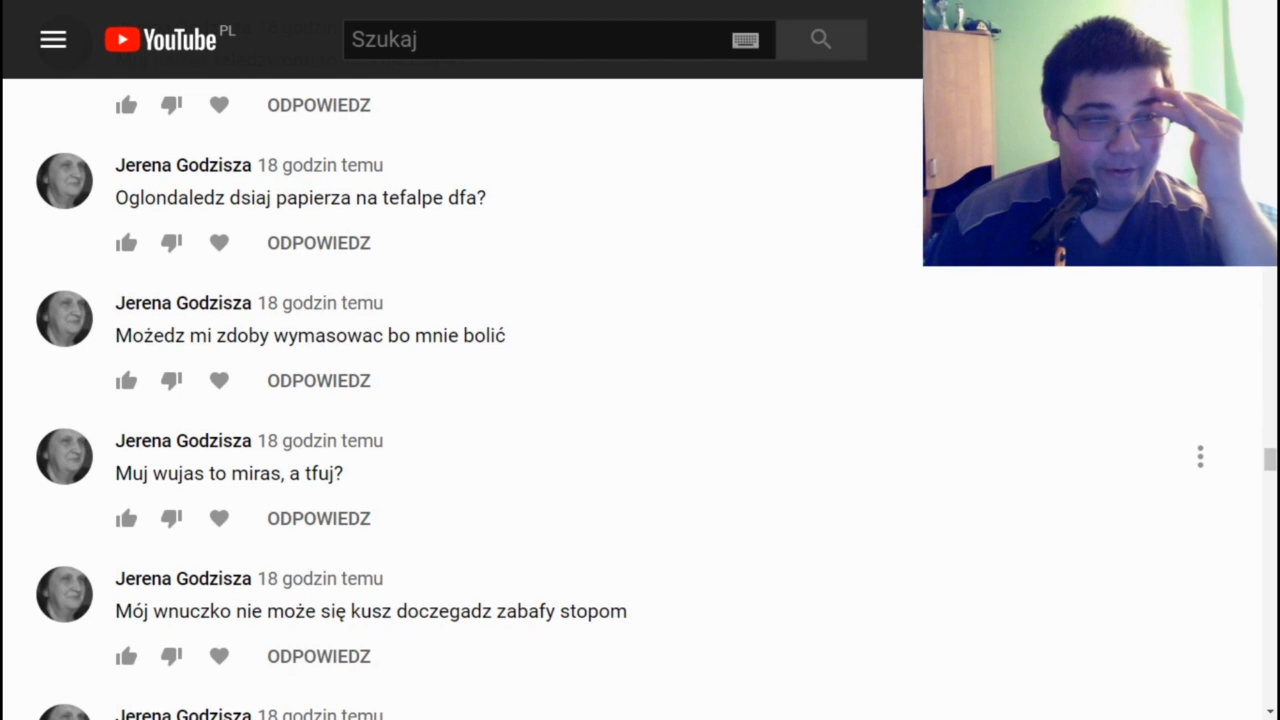 YouTube PL
Szukaj
ODPOWIEDZ
Jerena Godzisza 18 godzin temu
Oglondaledz dsiaj papierza na tefalpe dfa?
ODPOWIEDZ
Jerena Godzisza 18 godzin temu
Możedz mi zdoby wymasowac bo mnie bolić
ODPOWIEDZ
Jerena Godzisza 18 godzin temu
Muj wujas to miras, a tfuj?
ODPOWIEDZ
Jerena Godzisza 18 godzin temu
Mój wnuczko nie może się kusz doczegadz zabafy stopom
ODPOWIEDZ
Jerena Godzisza 18 godzin temu